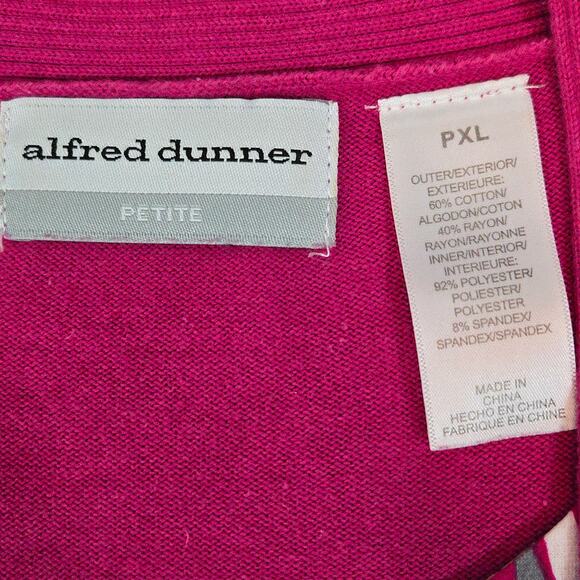 alfred dunner
PETITE
PXL
OUTER/EXTERIOR/
EXTERIEURE:
60% COTTON/
ALGODON/COTON
40% RAYON/
RAYON/RAYONNE
INNER/INTERIOR/
INTERIEURE:
92% POLYESTER/
POLIESTER/
POLYESTER
8% SPANDEX/
SPANDEX/SPANDEX
MADE IN
CHINA
HECHO EN CHINA
FABRIQUE EN CHINE